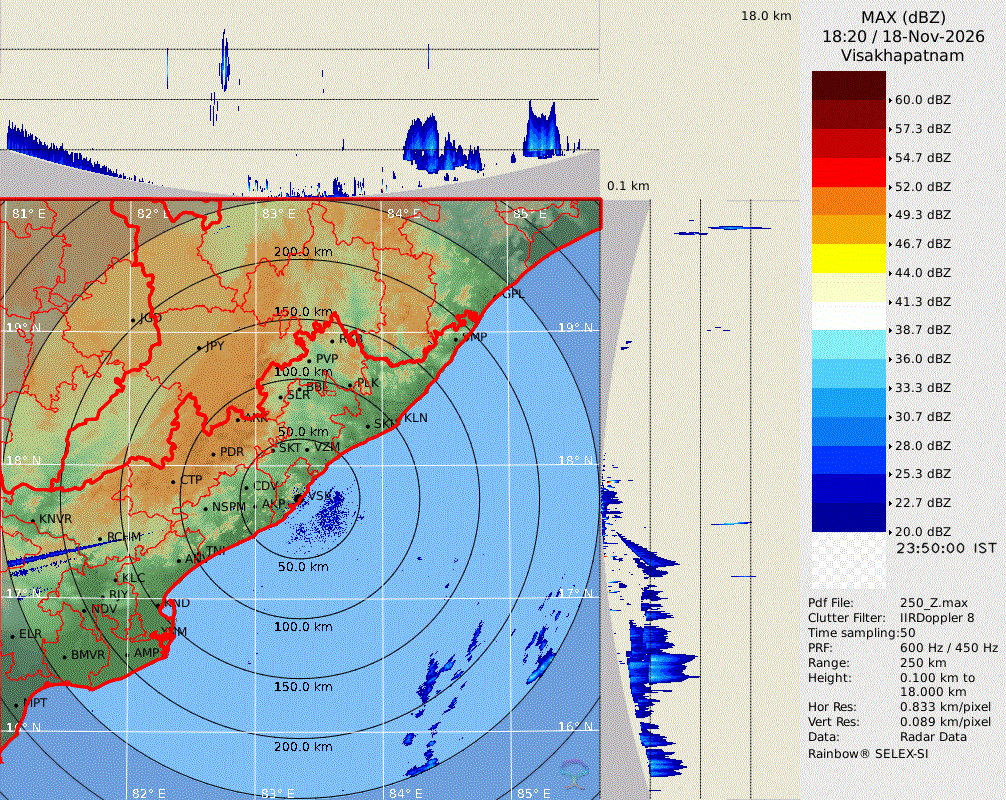 18.0 km
MAX (dBZ)
18:20 / 18-Nov-2026
Visakhapatnam
60.0 dBZ
57.3 dBZ
54.7 dBZ
52.0 dBZ
49.3 dBZ
46.7 dBZ
44.0 dBZ
41.3 dBZ
38.7 dBZ
36.0 dBZ
33.3 dBZ
30.7 dBZ
28.0 dBZ
25.3 dBZ
22.7 dBZ
20.0 dBZ
23:50:00 IST
0.1 km
81° E 82° E 83° E 84° E 85° E
200.0 km
GPL
150.0 km
JGD
19° N 19° N
JPY
PVP
100.0 km
BBL PLK
SLR
SKL KLN
50.0 km
SKT VZM
PDR
18° N 18° N
CTP
CDV
VSK
NSPM AKP
KNVR
RCHM
TNI
50.0 km
KLC
RJY
17° N 17° N
NDV KND
100.0 km
ELR
BMVR AMP
150.0 km
MPT
16° N 16° N
200.0 km
82° E 83° E 84° E 85° E
Pdf File: 250_Z.max
Clutter Filter: IIRDoppler 8
Time sampling:50
PRF: 600 Hz / 450 Hz
Range: 250 km
Height: 0.100 km to
18.000 km
Hor Res: 0.833 km/pixel
Vert Res: 0.089 km/pixel
Data: Radar Data
Rainbow® SELEX-SI